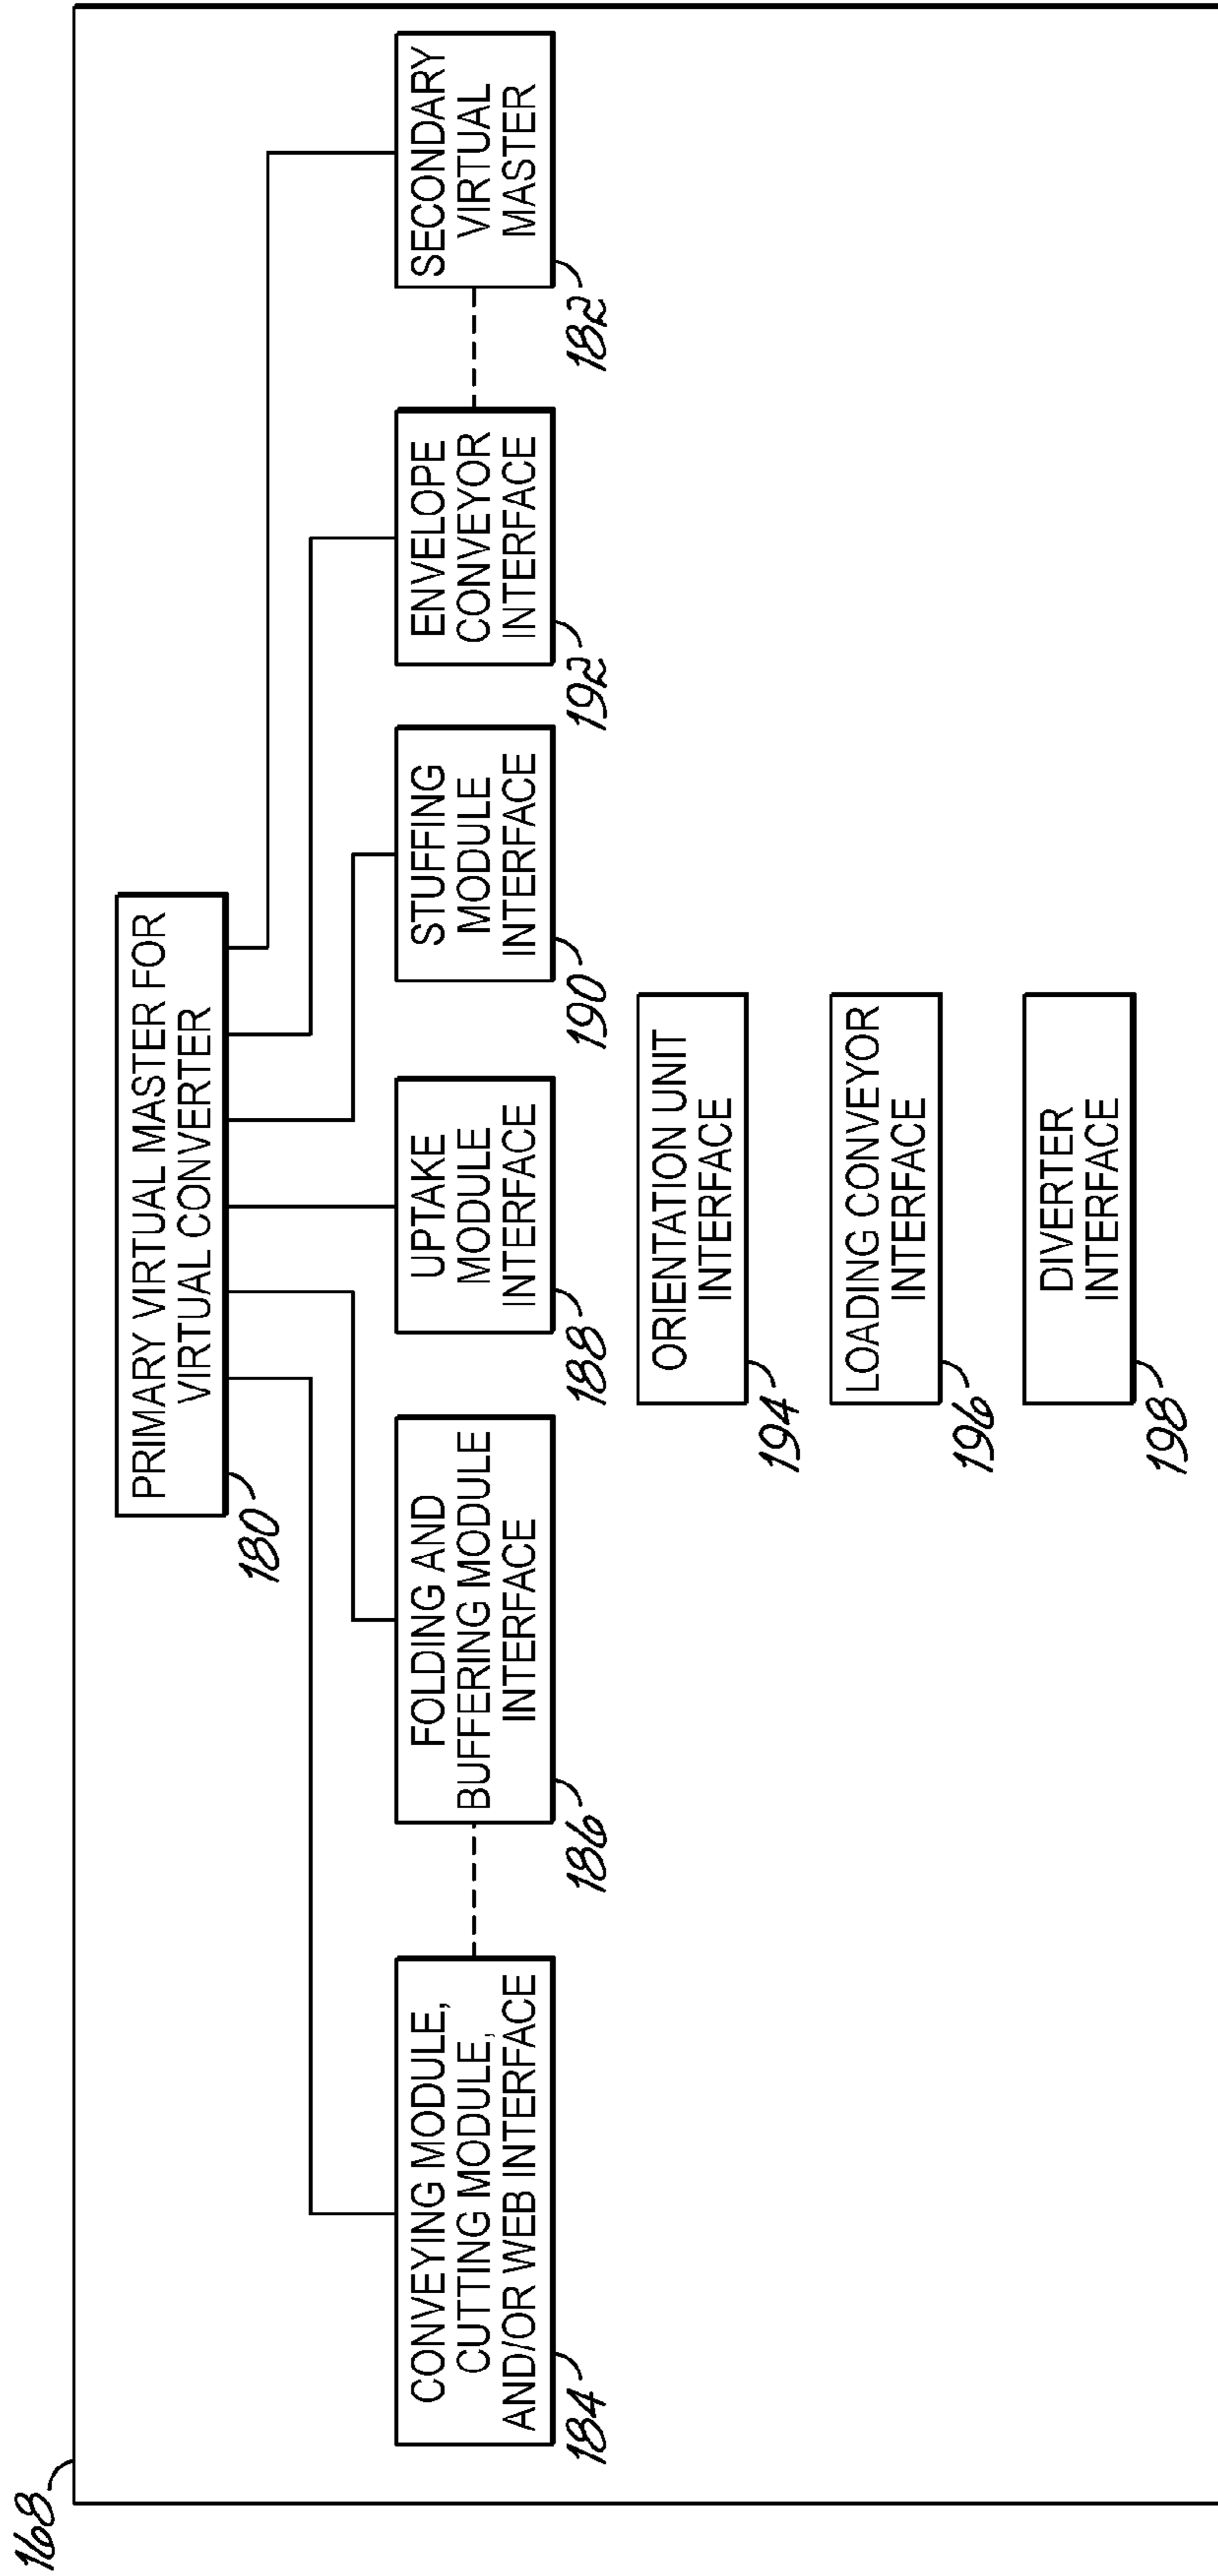 168
PRIMARY VIRTUAL MASTER FOR
VIRTUAL CONVERTER
180
CONVEYING MODULE,
CUTTING MODULE,
AND/OR WEB INTERFACE
184
FOLDING AND
BUFFERING MODULE
INTERFACE
186
UPTAKE
MODULE
INTERFACE
188
STUFFING
MODULE
INTERFACE
190
ENVELOPE
CONVEYOR
INTERFACE
192
SECONDARY
VIRTUAL
MASTER
182
ORIENTATION UNIT
INTERFACE
194
LOADING CONVEYOR
INTERFACE
196
DIVERTER
INTERFACE
198